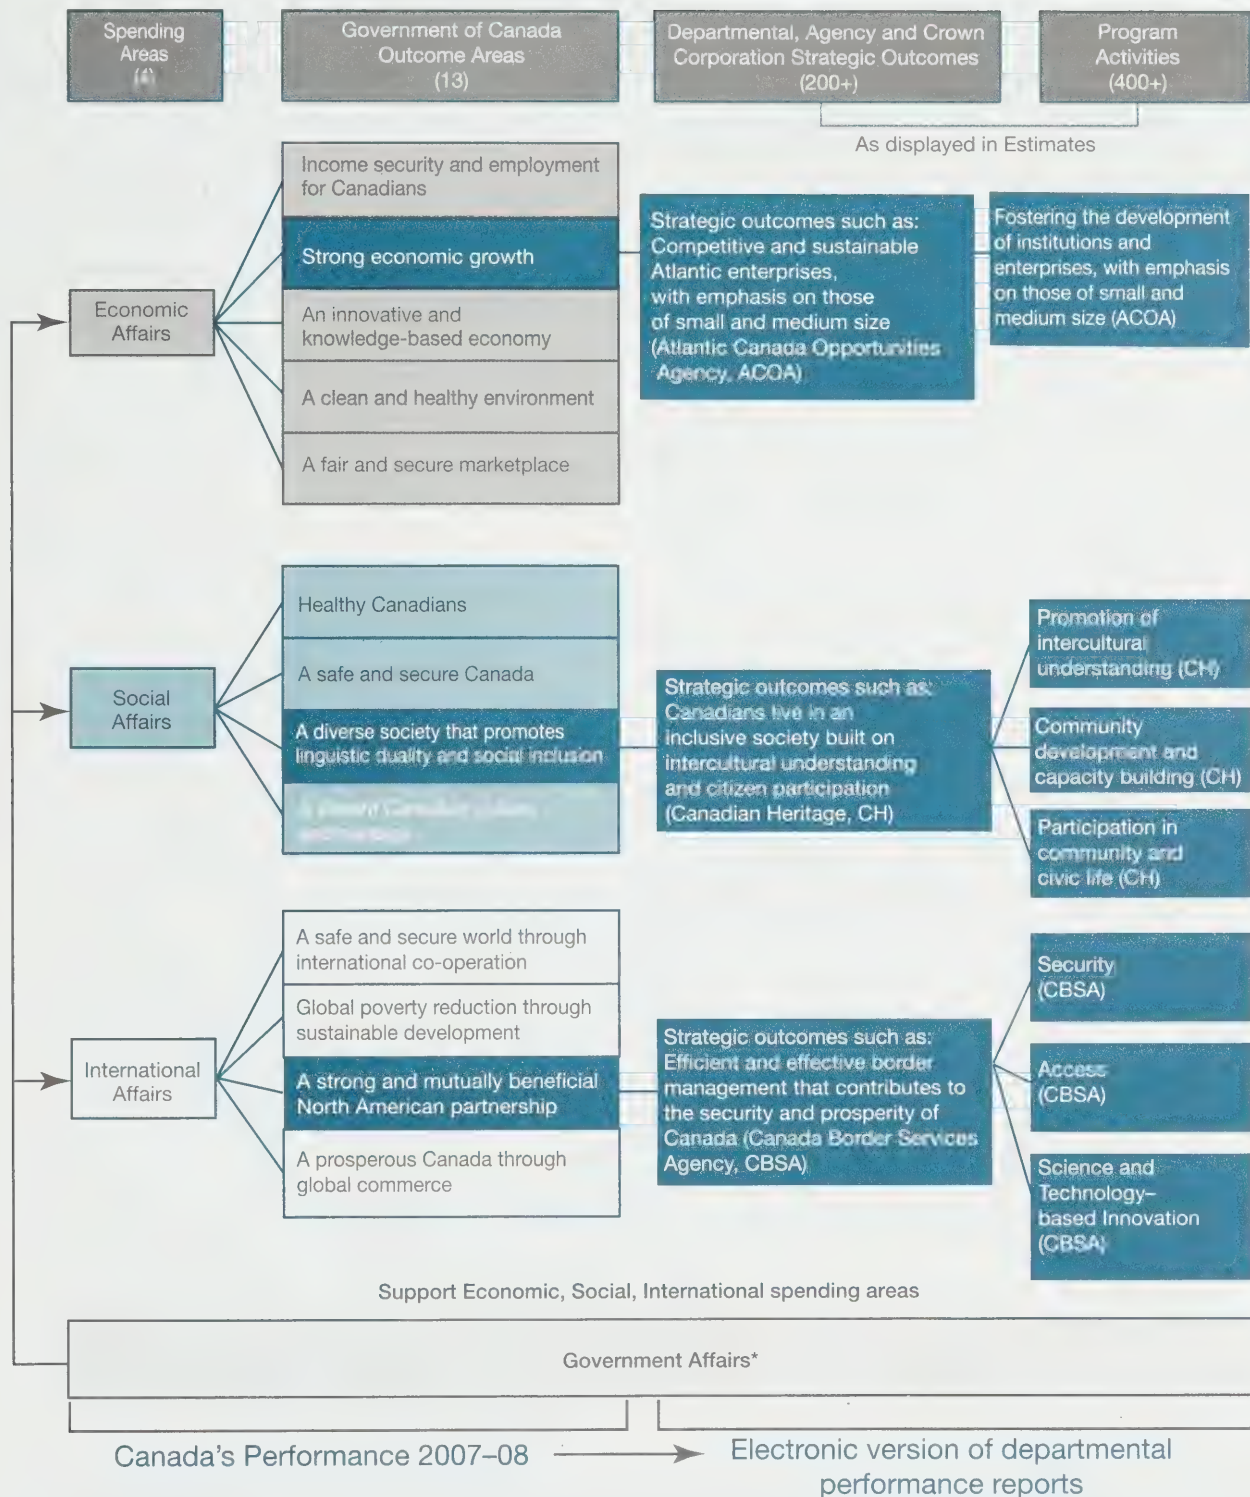 Spending
Areas
(4)
Government of Canada
Outcome Areas
(13)
Departmental, Agency and Crown
Corporation Strategic Outcomes
(200+)
Program
Activities
(400+)
As displayed in Estimates
Economic
Affairs
Income security and employment
for Canadians
Strong economic growth
An innovative and
knowledge-based economy
A clean and healthy environment
A fair and secure marketplace
Strategic outcomes such as:
Competitive and sustainable
Atlantic enterprises,
with emphasis on those
of small and medium size
(Atlantic Canada Opportunities
Agency, ACOA)
Fostering the development
of institutions and
enterprises, with emphasis
on those of small and
medium size (ACOA)
Social
Affairs
Healthy Canadians
A safe and secure Canada
A diverse society that promotes
linguistic duality and social inclusion
A Canadian
Strategic outcomes such as:
Canadians live in an
inclusive society built on
intercultural understanding
and citizen participation
(Canadian Heritage, CH)
Promotion of
intercultural
understanding (CH)
Community
development and
capacity building (CH)
Participation in
community and
civic life (CH)
International
Affairs
A safe and secure world through
international co-operation
Global poverty reduction through
sustainable development
A strong and mutually beneficial
North American partnership
A prosperous Canada through
global commerce
Strategic outcomes such as:
Efficient and effective border
management that contributes to
the security and prosperity of
Canada (Canada Border Services
Agency, CBSA)
Security
(CBSA)
Access
(CBSA)
Science and
Technology–
based Innovation
(CBSA)
Support Economic, Social, International spending areas
Government Affairs*
Canada's Performance 2007–08
Electronic version of departmental
performance reports